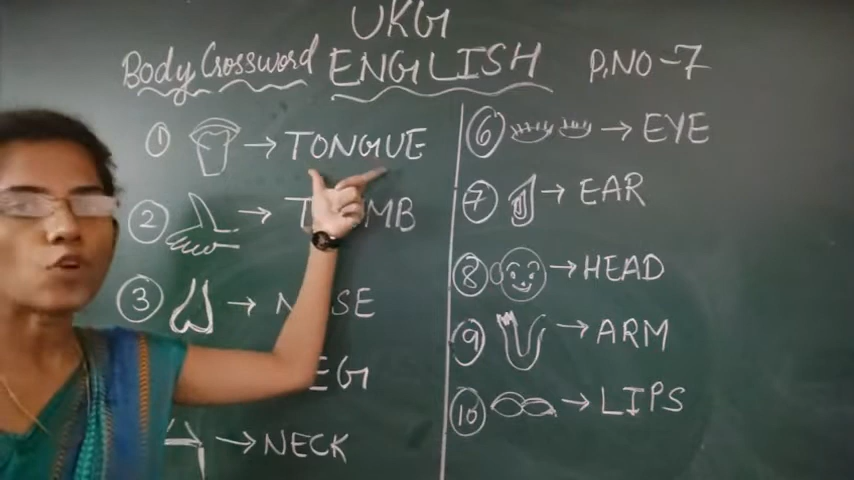 UKG
Body Crossword ENGLISH P.NO-7
1 → TONGUE
2 →
3 →
→ NECK
6 → EYE
7 → EAR
8 → HEAD
9 → ARM
10 → LIPS